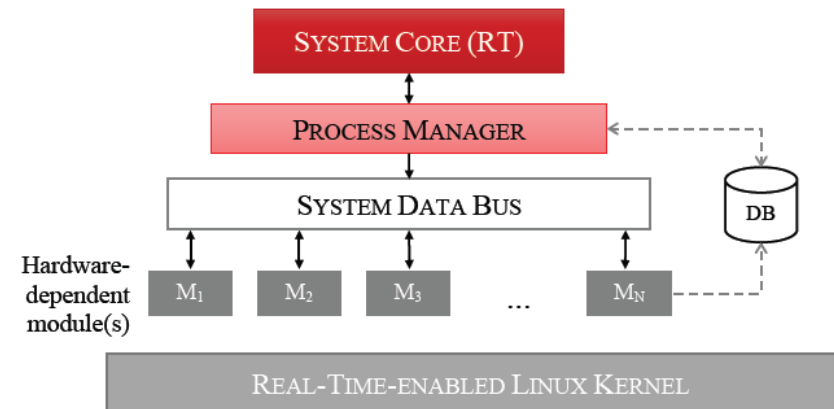 SYSTEM CORE (RT)
PROCESS MANAGER
SYSTEM DATA BUS
DB
Hardware-
dependent
module(s)
M1 M2 M3 ... MN
REAL-TIME-ENABLED LINUX KERNEL